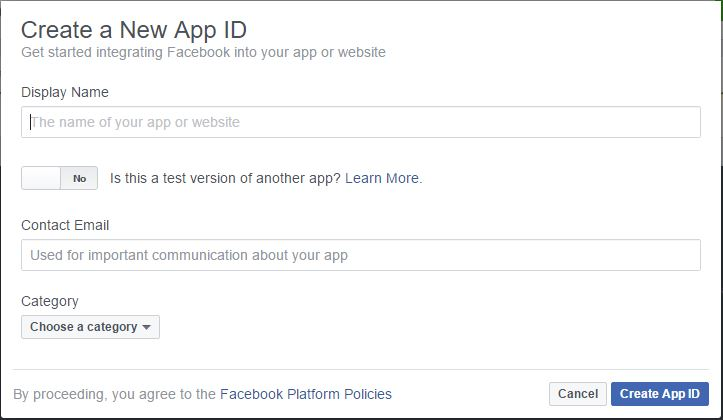 Create a New App ID
Get started integrating Facebook into your app or website
Display Name
The name of your app or website
No Is this a test version of another app? Learn More.
Contact Email
Used for important communication about your app
Category
Choose a category
By proceeding, you agree to the Facebook Platform Policies Cancel Create App ID